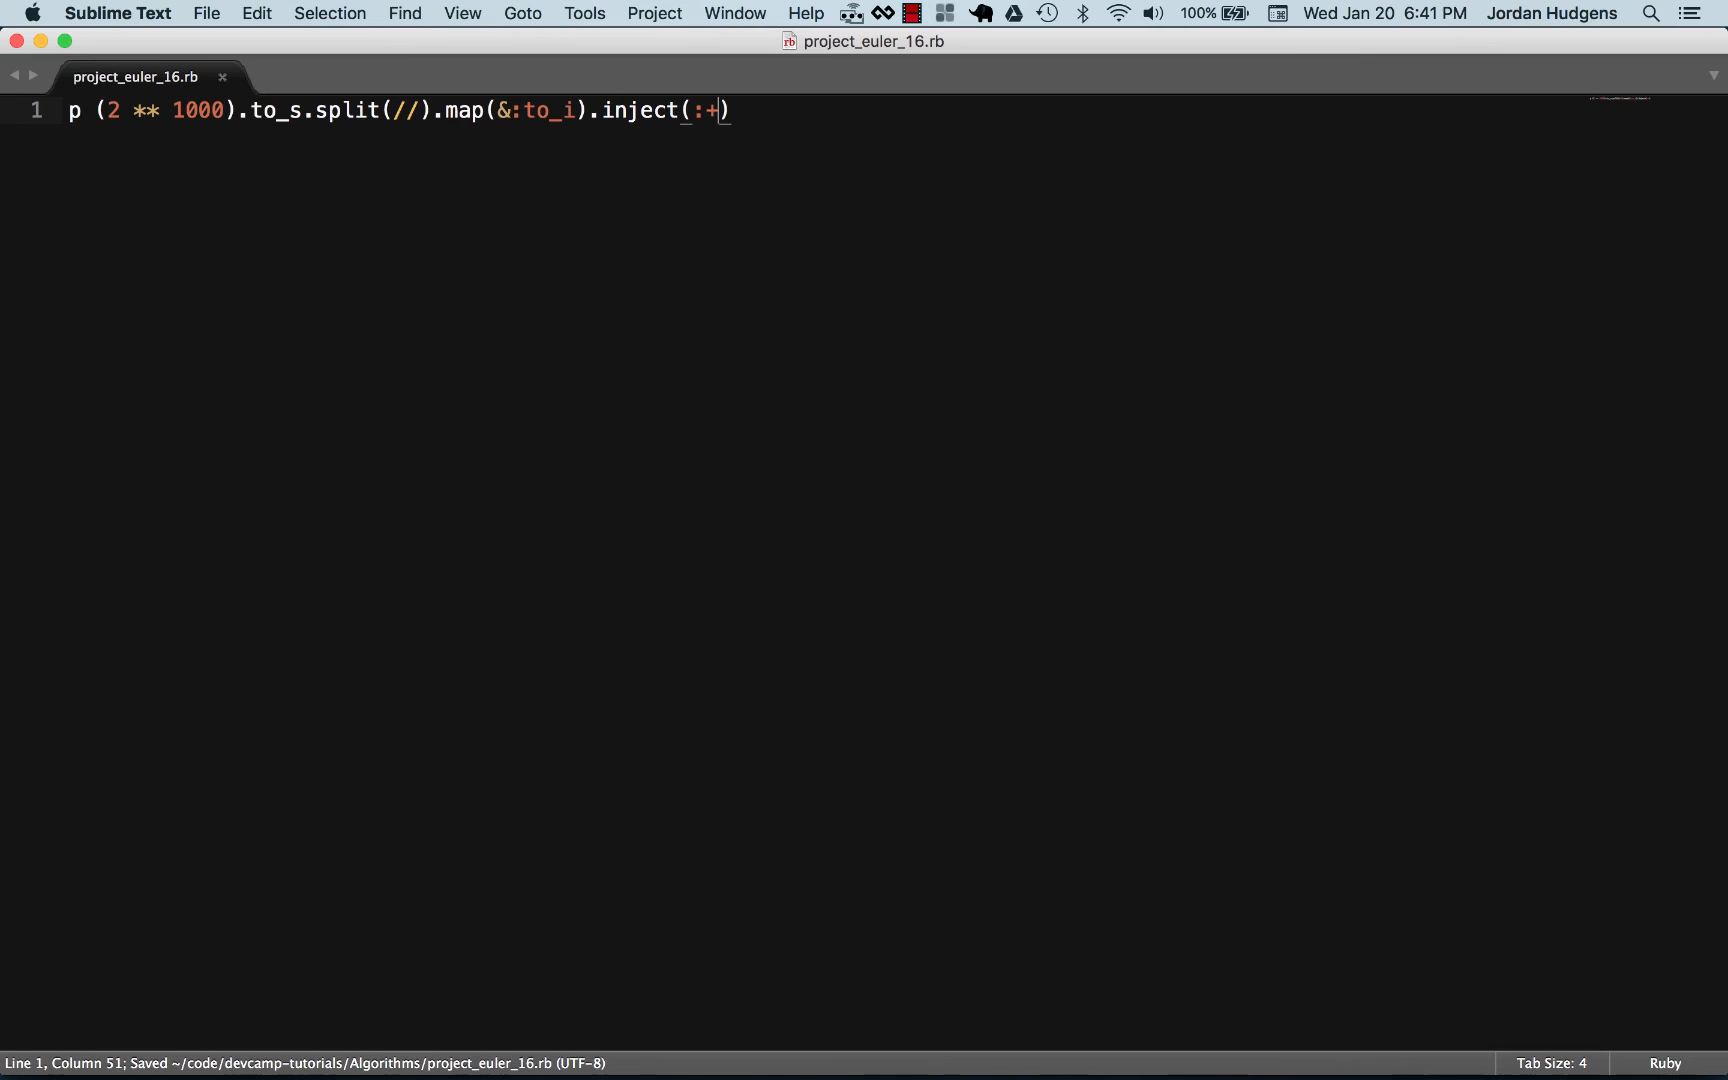 Sublime Text File Edit Selection Find View Goto Tools Project Window Help 100% Wed Jan 20 6:41 PM Jordan Hudgens
project_euler_16.rb
project_euler_16.rb
1 p (2 ** 1000).to_s.split(//).map(&:to_i).inject(:+)
Line 1, Column 51; Saved ~/code/devcamp-tutorials/Algorithms/project_euler_16.rb (UTF-8) Tab Size: 4 Ruby